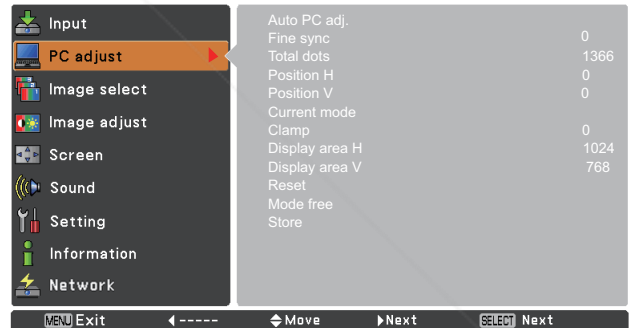 Input
PC adjust
Image select
Image adjust
Screen
Sound
Setting
Information
Network
Auto PC adj.
Fine sync 0
Total dots 1366
Position H 0
Position V 0
Current mode
Clamp 0
Display area H 1024
Display area V 768
Reset
Mode free
Store
MENU Exit ----- Move Next SELECT Next